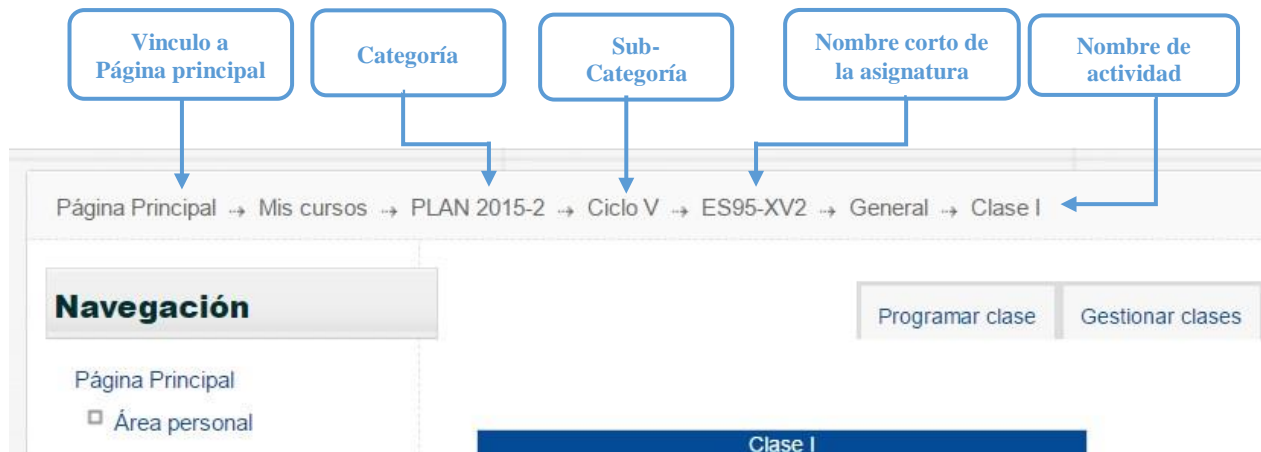 Vinculo a
Página principal
Categoría
Sub-
Categoría
Nombre corto de
la asignatura
Nombre de
actividad
Página Principal ⇢ Mis cursos ⇢ PLAN 2015-2 ⇢ Ciclo V ⇢ ES95-XV2 ⇢ General ⇢ Clase I
Navegación
Programar clase
Gestionar clases
Página Principal
Área personal
Clase I